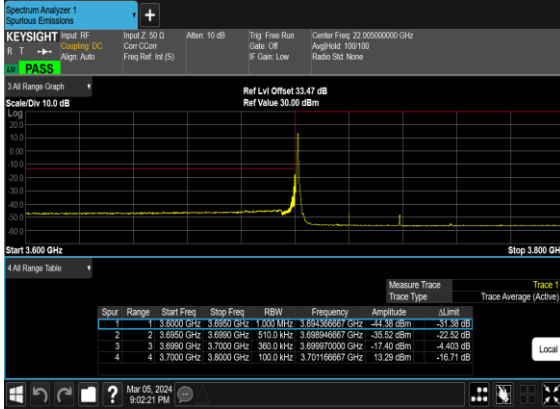 Spectrum Analyzer 1
Spurious Emissions
+
KEYSIGHT Input: RF Input Z: 50 Ω Atten: 10 dB Trig: Free Run Center Freq: 22.005000000 GHz
R T Coupling: DC Corr CCorr Gate: Off Avg|Hold: 100/100
Align: Auto Freq Ref: Int (S) IF Gain: Low Radio Std: None
PASS
3 All Range Graph
Ref Lvl Offset 33.47 dB
Scale/Div 10.0 dB Ref Value 30.00 dBm
Log
20.0
10.0
0.00
-10.0
-20.0
-30.0
-40.0
-50.0
-60.0
Start 3.600 GHz Stop 3.800 GH
4 All Range Table
Measure Trace Trace 1
Trace Type Trace Average (Active)
Spur Range Start Freq Stop Freq RBW Frequency Amplitude ΔLimit
1 1 3.6000 GHz 3.6950 GHz 1.000 MHz 3.694366667 GHz -44.38 dBm -31.38 dB
2 2 3.6950 GHz 3.6990 GHz 510.0 kHz 3.698946667 GHz -35.52 dBm -22.52 dB
3 3 3.6990 GHz 3.7000 GHz 360.0 kHz 3.699970000 GHz -17.40 dBm -4.403 dB
4 4 3.7000 GHz 3.8000 GHz 100.0 kHz 3.701166667 GHz 13.29 dBm -16.71 dB
Local
? Mar 05, 2024
9:02:21 PM